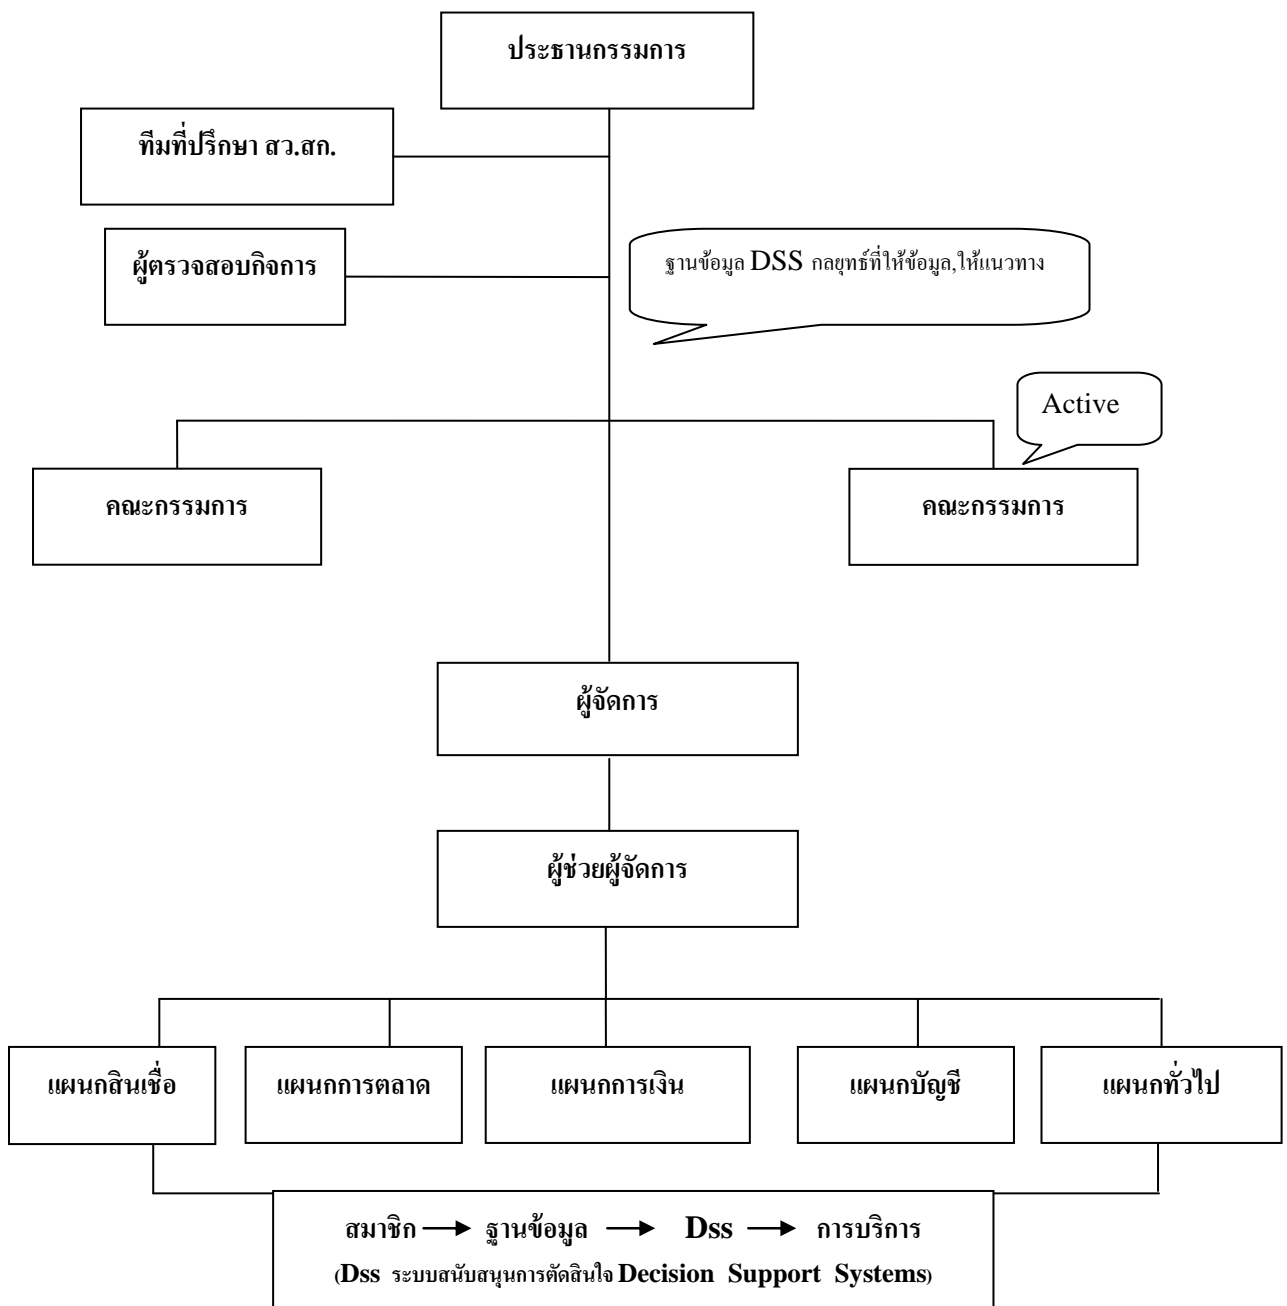 ประธานกรรมการ
ทีมที่ปรึกษา สว.สก.
ผู้ตรวจสอบกิจการ
ฐานข้อมูล DSS กลยุทธ์ที่ให้ข้อมูล,ให้แนวทาง
Active
คณะกรรมการ
คณะกรรมการ
ผู้จัดการ
ผู้ช่วยผู้จัดการ
แผนกสินเชื่อ
แผนกการตลาด
แผนกการเงิน
แผนกบัญชี
แผนกทั่วไป
สมาชิก → ฐานข้อมูล → Dss → การบริการ
(Dss ระบบสนับสนุนการตัดสินใจ Decision Support Systems)